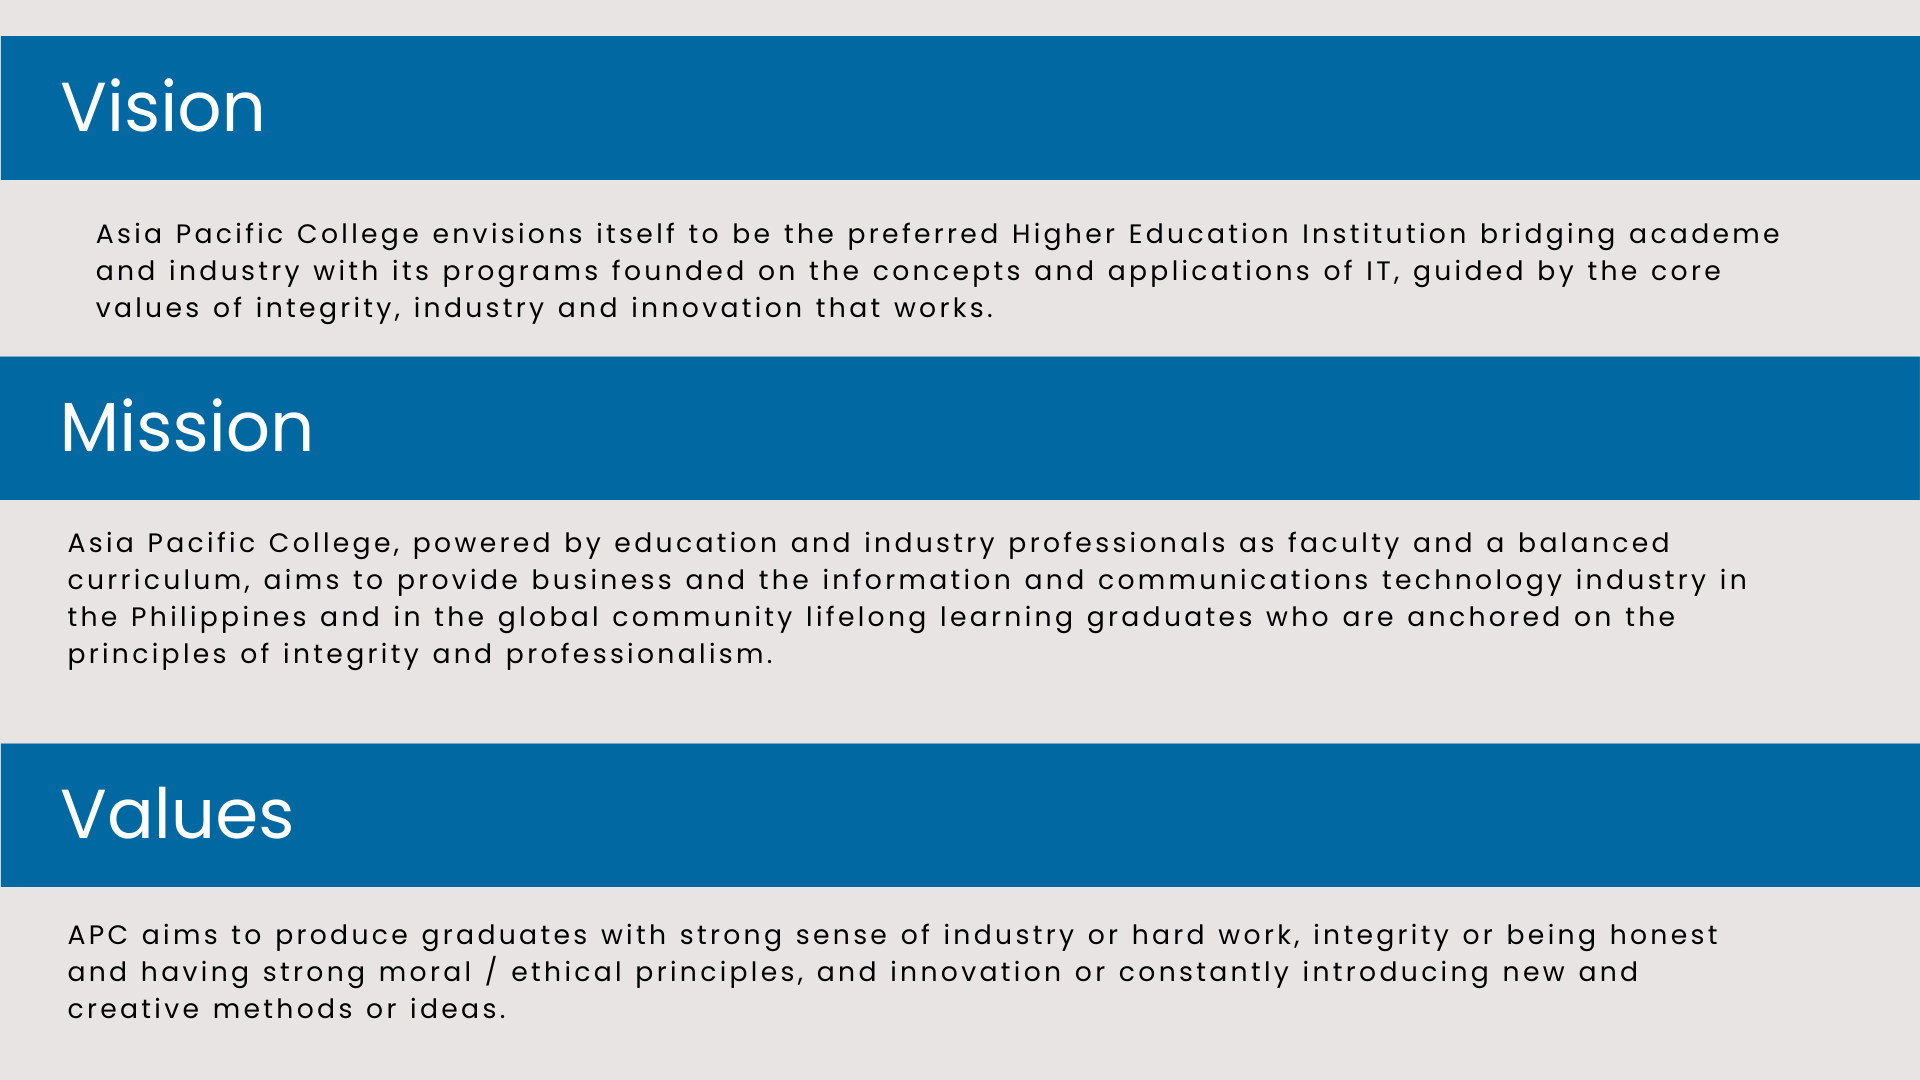 Vision
Asia Pacific College envisions itself to be the preferred Higher Education Institution bridging academe
and industry with its programs founded on the concepts and applications of IT, guided by the core
values of integrity, industry and innovation that works.
Mission
Asia Pacific College, powered by education and industry professionals as faculty and a balanced
curriculum, aims to provide business and the information and communications technology industry in
the Philippines and in the global community lifelong learning graduates who are anchored on the
principles of integrity and professionalism.
Values
APC aims to produce graduates with strong sense of industry or hard work, integrity or being honest
and having strong moral / ethical principles, and innovation or constantly introducing new and
creative methods or ideas.